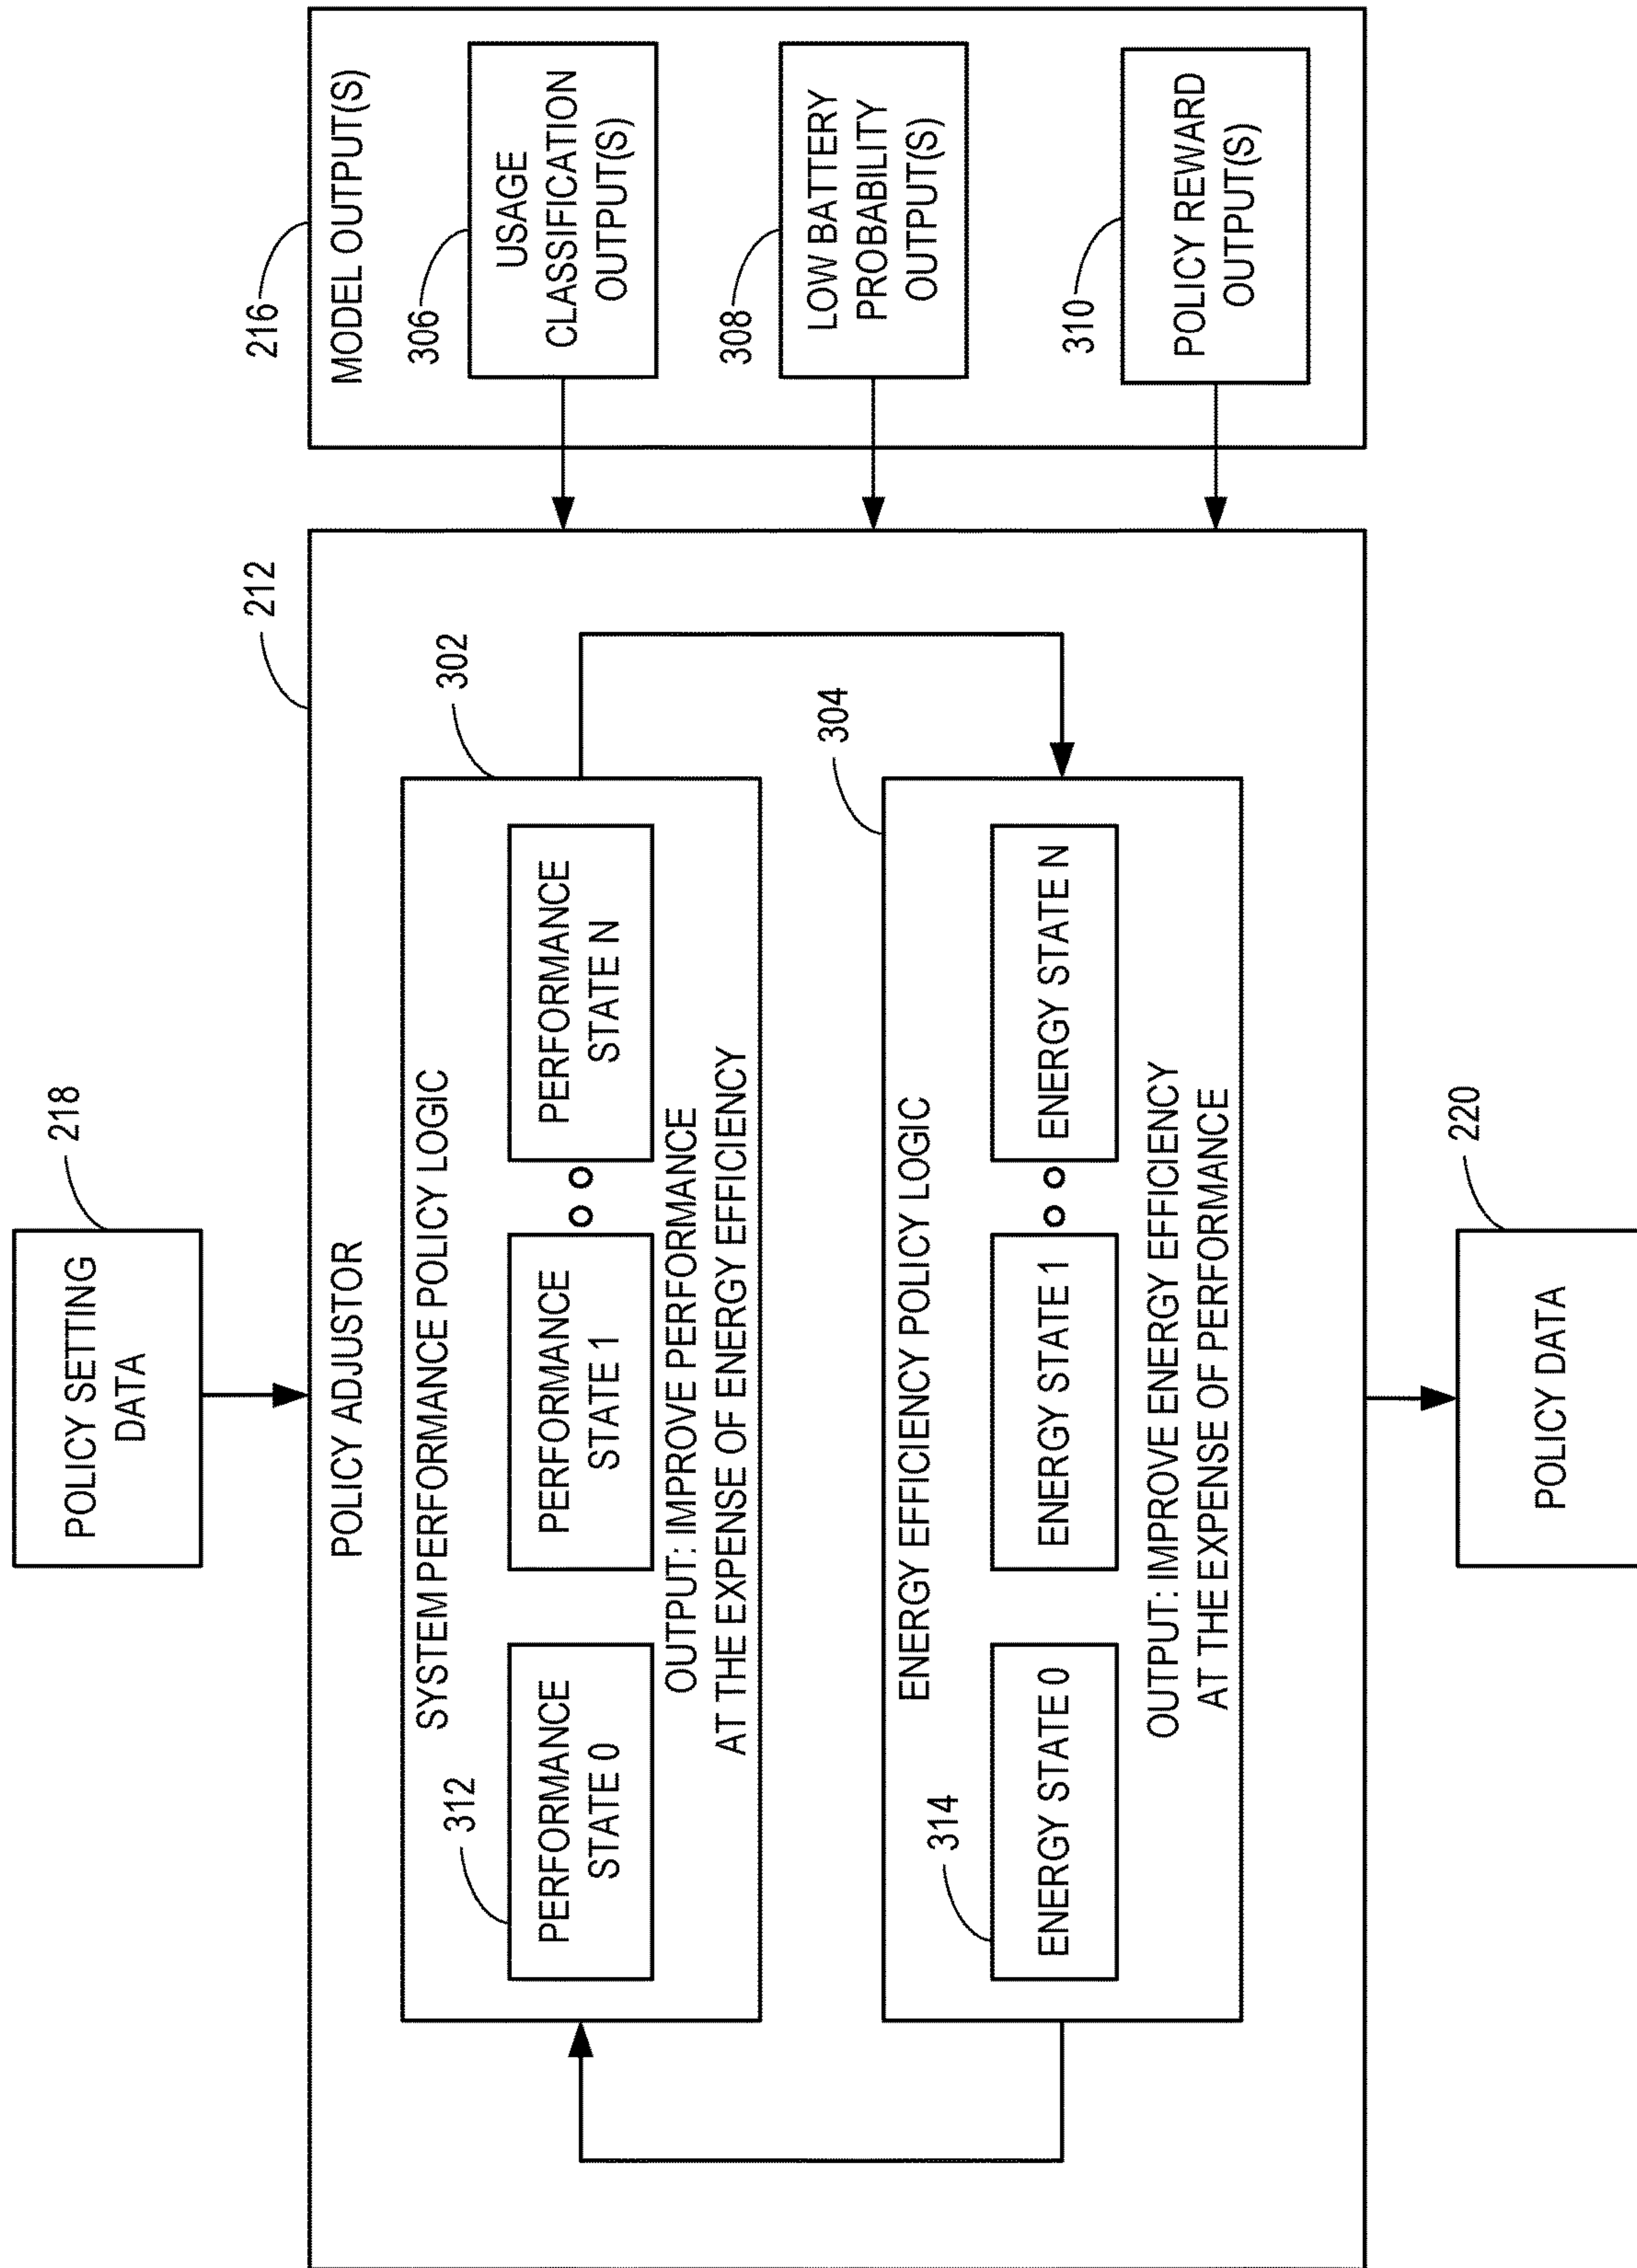 POLICY SETTING
DATA
218
POLICY ADJUSTOR
212
SYSTEM PERFORMANCE POLICY LOGIC
302
312
PERFORMANCE
STATE 0
PERFORMANCE
STATE 1
PERFORMANCE
STATE N
OUTPUT: IMPROVE PERFORMANCE
AT THE EXPENSE OF ENERGY EFFICIENCY
ENERGY EFFICIENCY POLICY LOGIC
304
314
ENERGY STATE 0
ENERGY STATE 1
ENERGY STATE N
OUTPUT: IMPROVE ENERGY EFFICIENCY
AT THE EXPENSE OF PERFORMANCE
POLICY DATA
220
216
MODEL OUTPUT(S)
306
USAGE
CLASSIFICATION
OUTPUT(S)
308
LOW BATTERY
PROBABILITY
OUTPUT(S)
310
POLICY REWARD
OUTPUT(S)